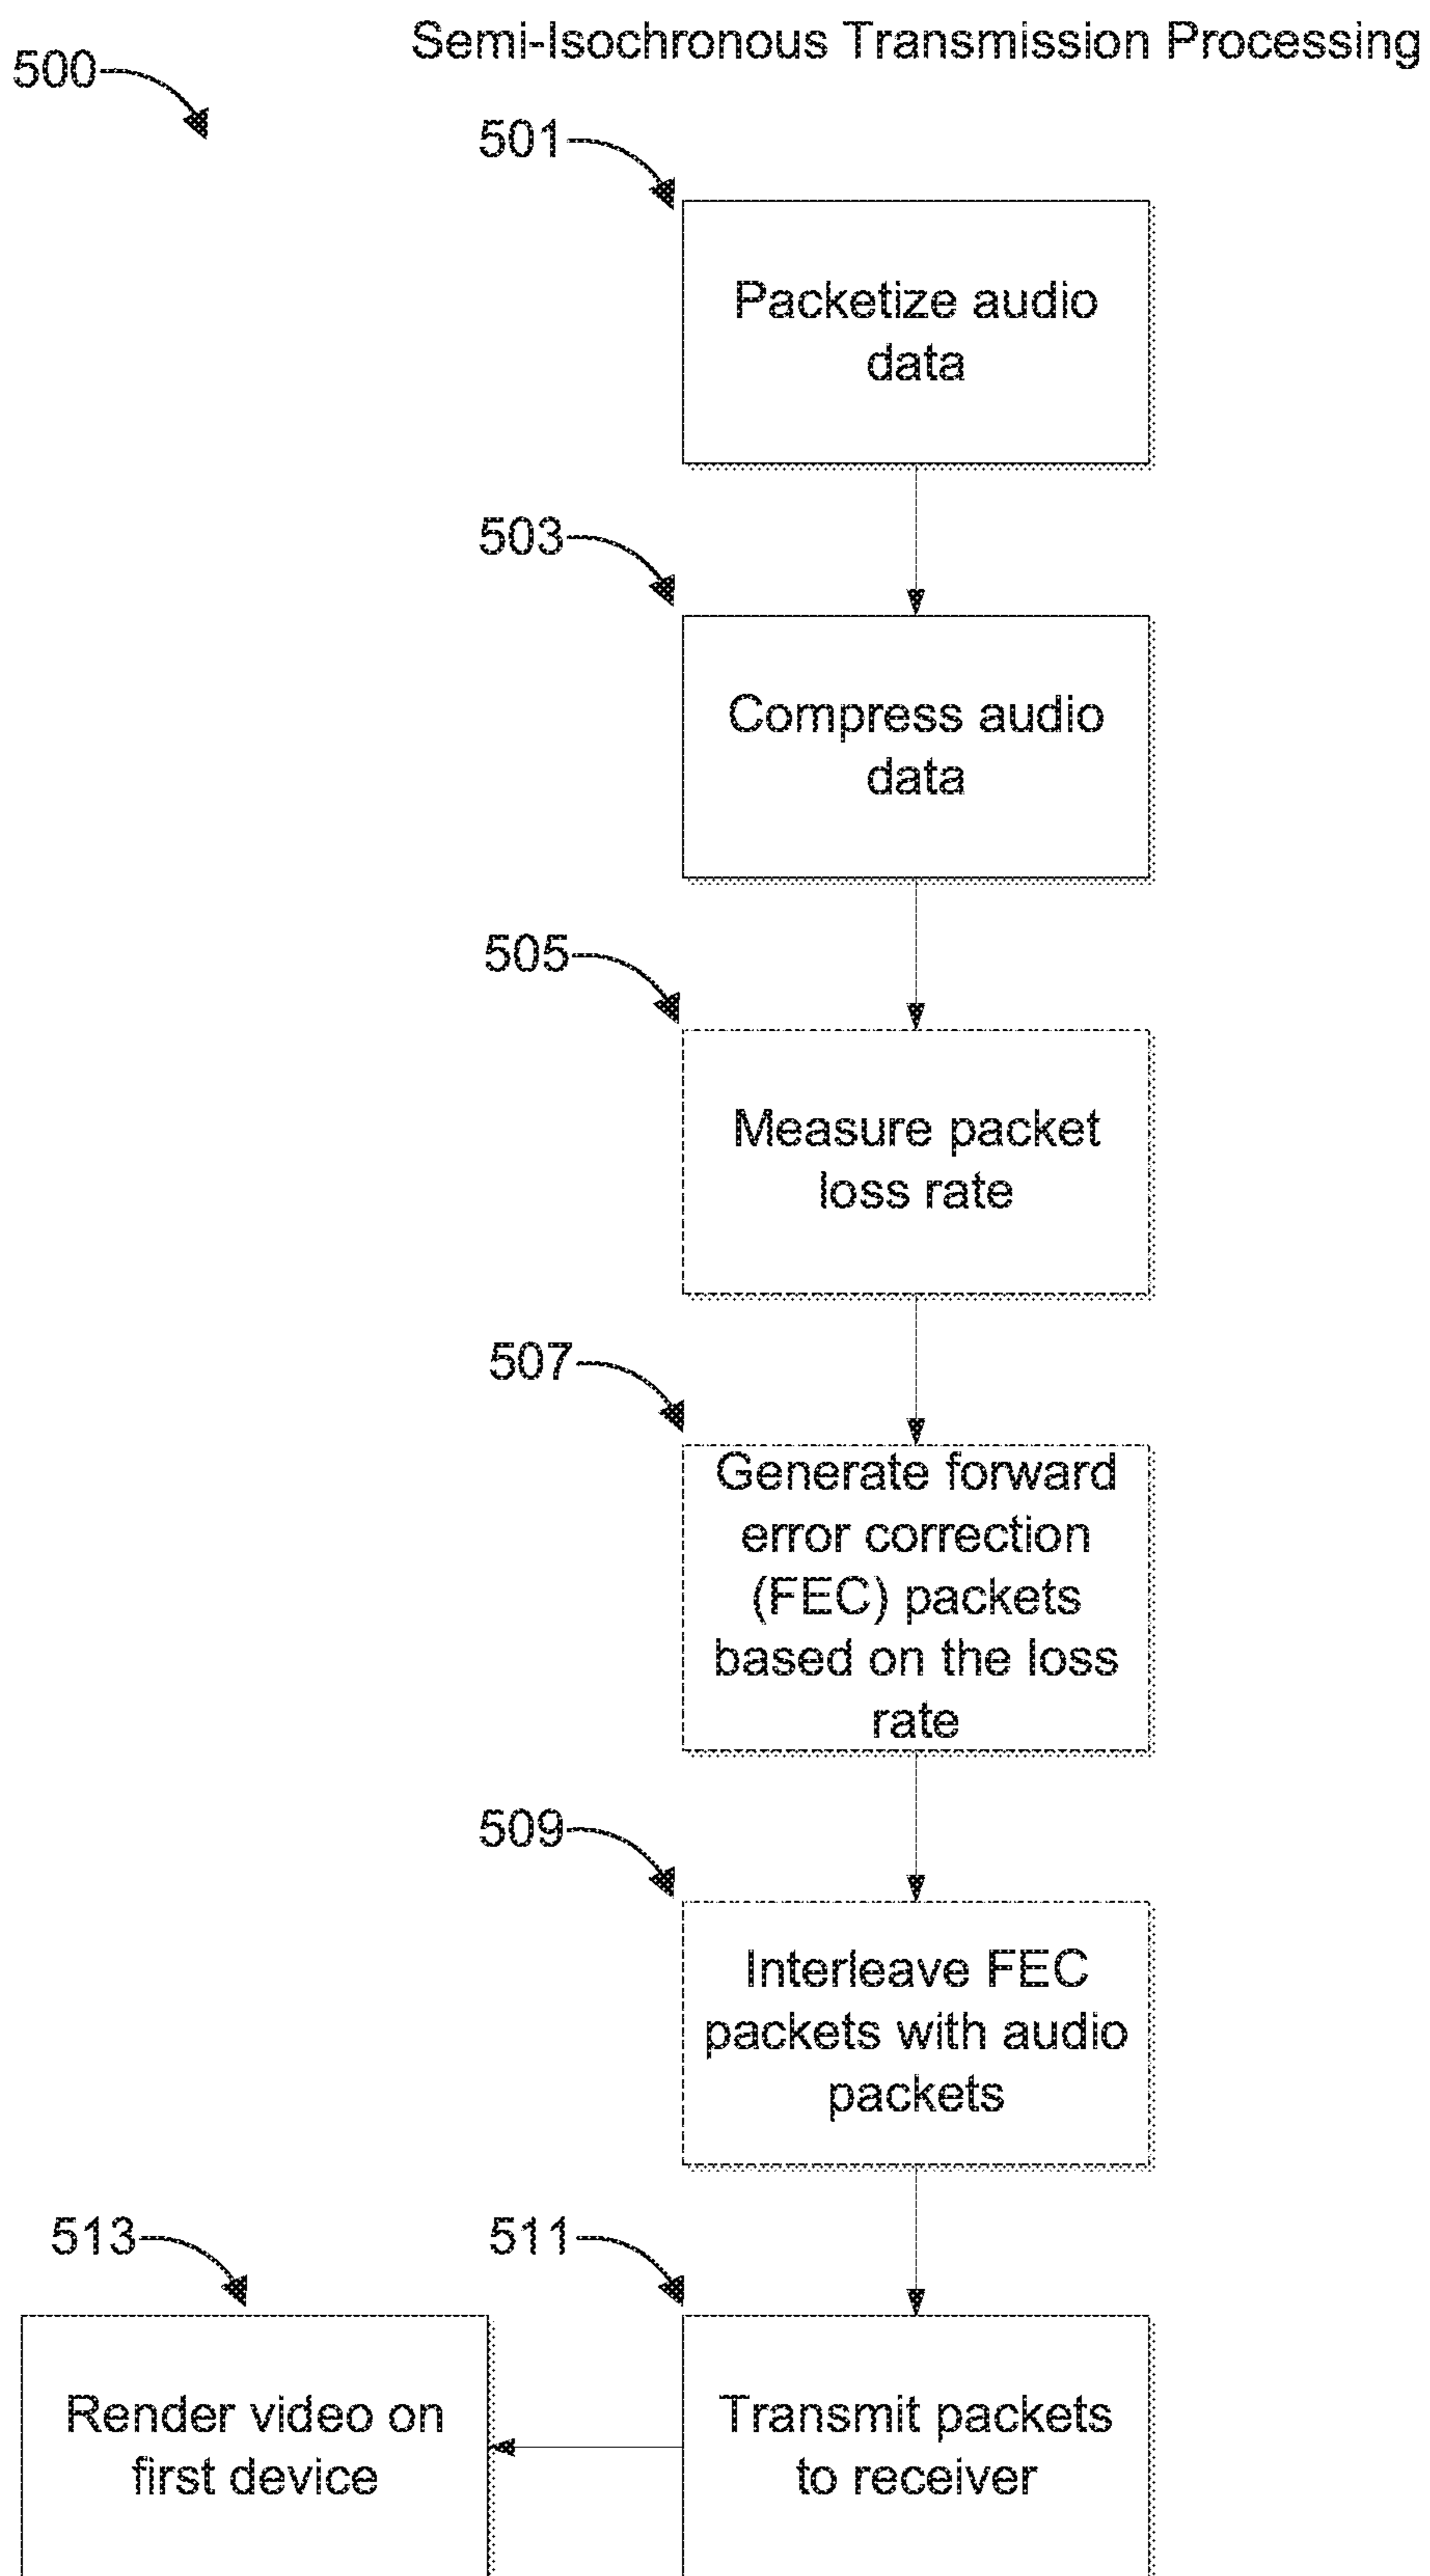 Semi-Isochronous Transmission Processing
500
501
Packetize audio
data
503
Compress audio
data
505
Measure packet
loss rate
507
Generate forward
error correction
(FEC) packets
based on the loss
rate
509
Interleave FEC
packets with audio
packets
513
511
Render video on
first device
Transmit packets
to receiver